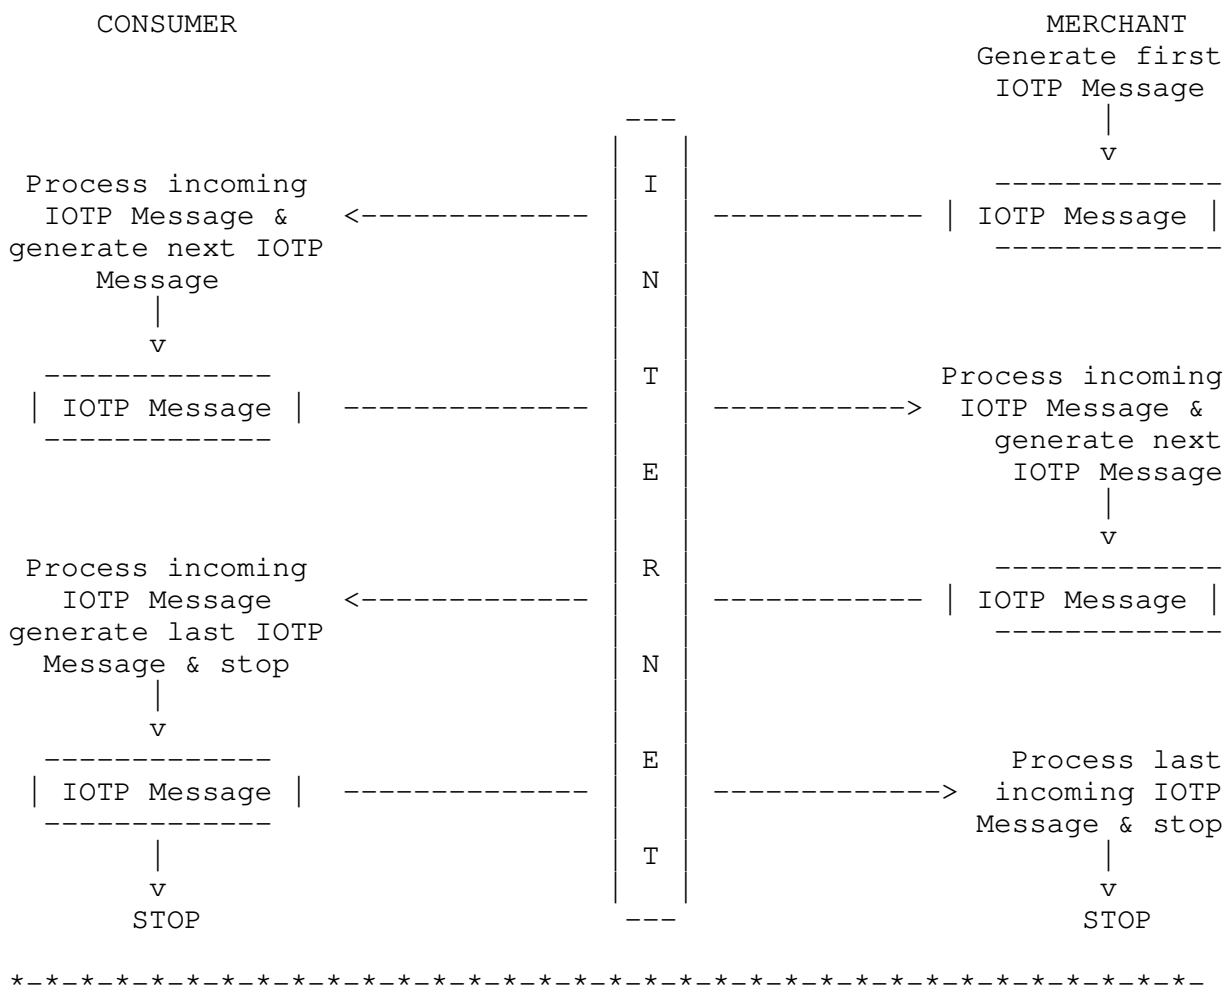 CONSUMER MERCHANT
Generate first
IOTP Message
---
| | |
| | v
Process incoming | I | -------------
IOTP Message & <------------- | | ------------ | IOTP Message |
generate next IOTP | | -------------
Message | N |
| | |
v | |
------------- | T | Process incoming
| IOTP Message | -------------- | | -----------> IOTP Message &
------------- | | generate next
| E | IOTP Message
| | |
| | v
Process incoming | R | -------------
IOTP Message <------------- | | ------------ | IOTP Message |
generate last IOTP | | -------------
Message & stop | N |
| | |
v | |
------------- | E | Process last
| IOTP Message | -------------- | | -------------> incoming IOTP
------------- | | Message & stop
| | T | |
v | | v
STOP --- STOP
*-*-*-*-*-*-*-*-*-*-*-*-*-*-*-*-*-*-*-*-*-*-*-*-*-*-*-*-*-*-*-*-*-*-